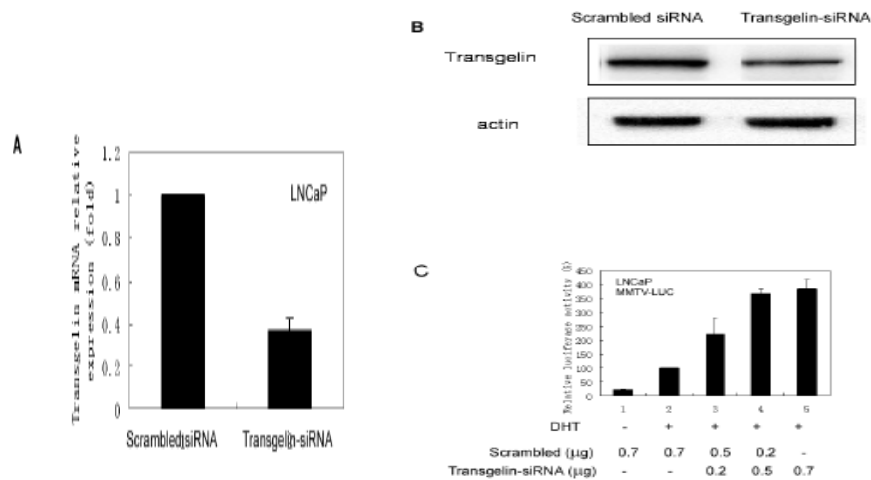 A
Transgelin mRNA relative
expression (fold)
1.2
1
0.8
0.6
0.4
0.2
0
LNCaP
Scrambled siRNA Transgelin-siRNA
B
Scrambled siRNA Transgelin-siRNA
Transgelin
actin
C
Relative luciferase activity (%)
450
400
350
300
250
200
150
100
50
0
LNCaP
MMTV-LUC
1 2 3 4 5
DHT - + + + +
Scrambled (µg) 0.7 0.7 0.5 0.2 -
Transgelin-siRNA (µg) - - 0.2 0.5 0.7